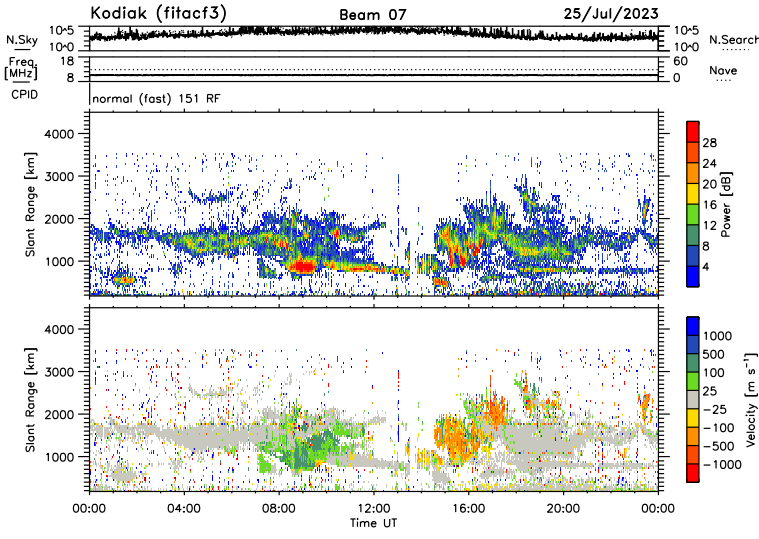 Kodiak (fitacf3) Beam 07 25/Jul/2023
N.Sky 10^5 10^0 10^5 10^0 N.Search
Freq. [MHz] 18 8 60 0 Nave
CPID normal (fast) 151 RF
Slant Range [km] 4000 3000 2000 1000
Power [dB] 28 24 20 16 12 8 4
Slant Range [km] 4000 3000 2000 1000
Velocity [m s⁻¹] 1000 500 100 25 −25 −100 −500 −1000
00:00 04:00 08:00 12:00 16:00 20:00 00:00
Time UT